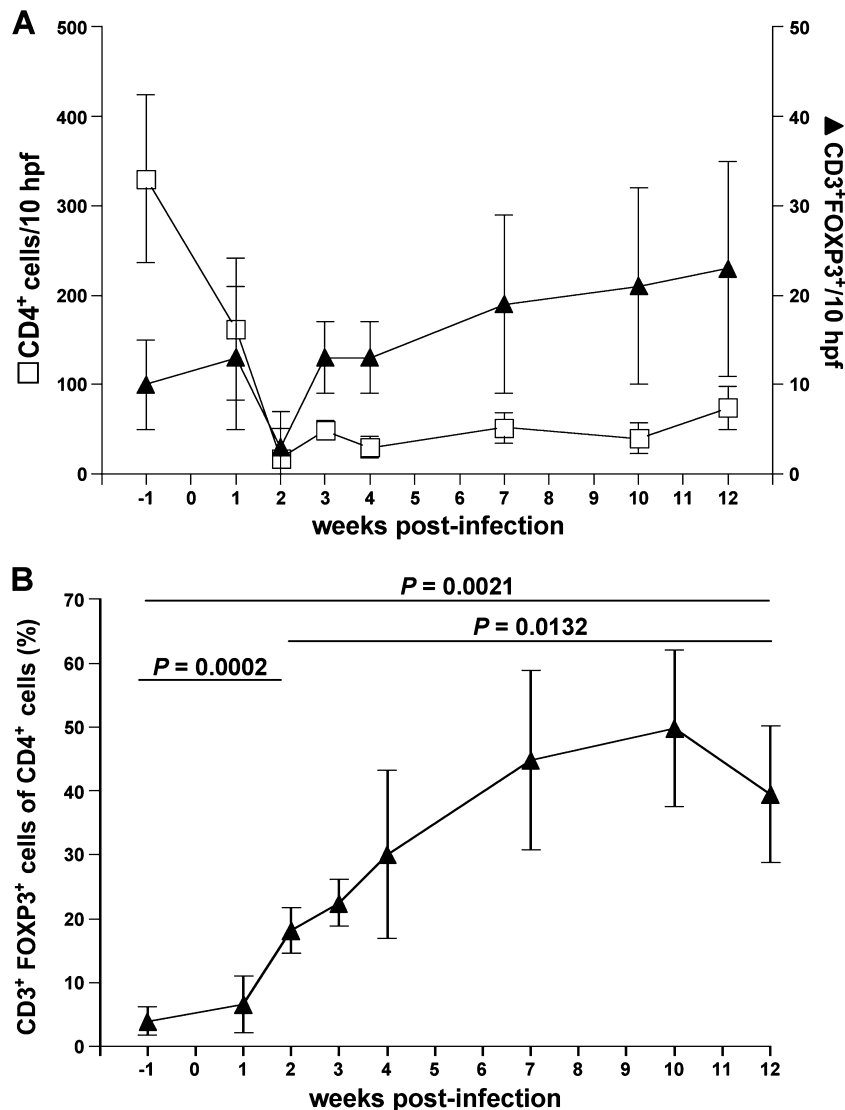 A
500
400
300
200
100
0
50
40
30
20
10
0
□CD4⁺ cells/10 hpf
▲ CD3⁺FOXP3⁺/10 hpf
-1 0 1 2 3 4 5 6 7 8 9 10 11 12
weeks post-infection
B
70
60
50
40
30
20
10
0
CD3⁺ FOXP3⁺ cells of CD4⁺ cells (%)
P = 0.0021
P = 0.0132
P = 0.0002
-1 0 1 2 3 4 5 6 7 8 9 10 11 12
weeks post-infection